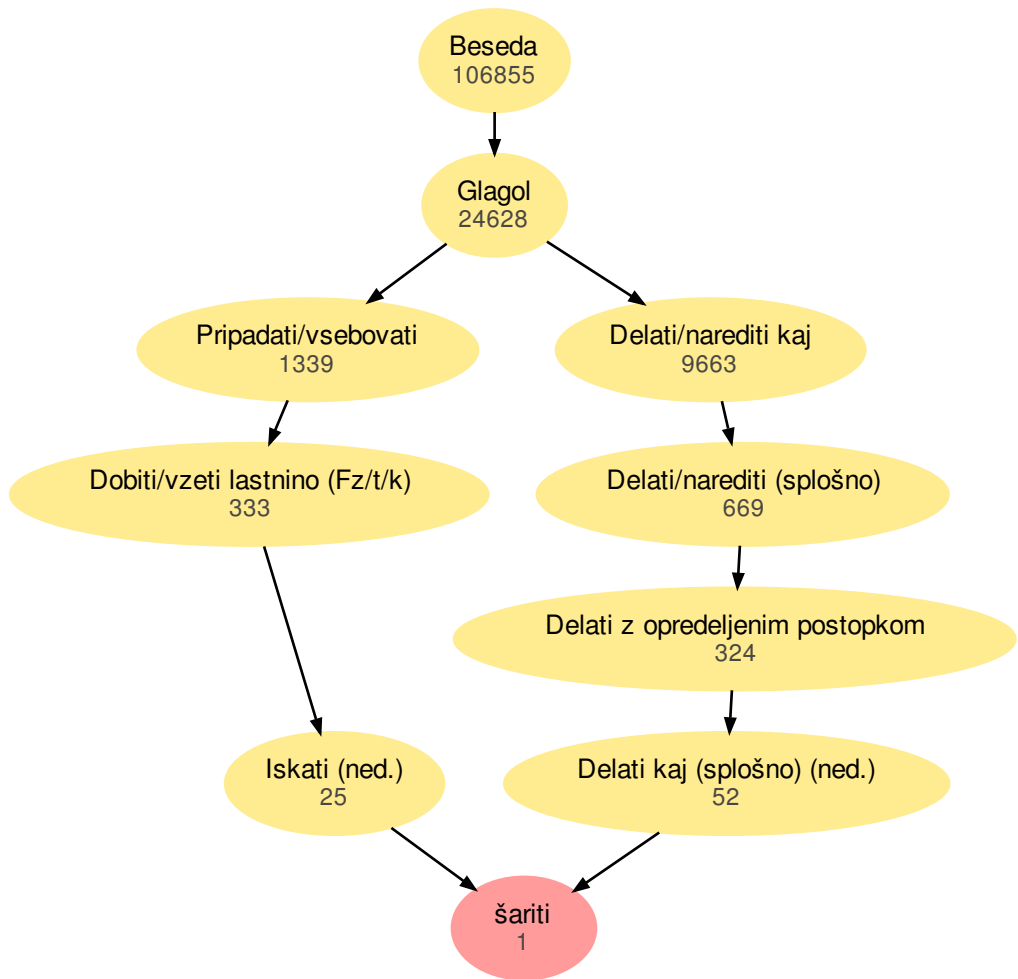 Beseda
106855
Glagol
24628
Pripadati/vsebovati
1339
Delati/narediti kaj
9663
Dobiti/vzeti lastnino (Fz/t/k)
333
Delati/narediti (splošno)
669
Delati z opredeljenim postopkom
324
Iskati (ned.)
25
Delati kaj (splošno) (ned.)
52
šariti
1